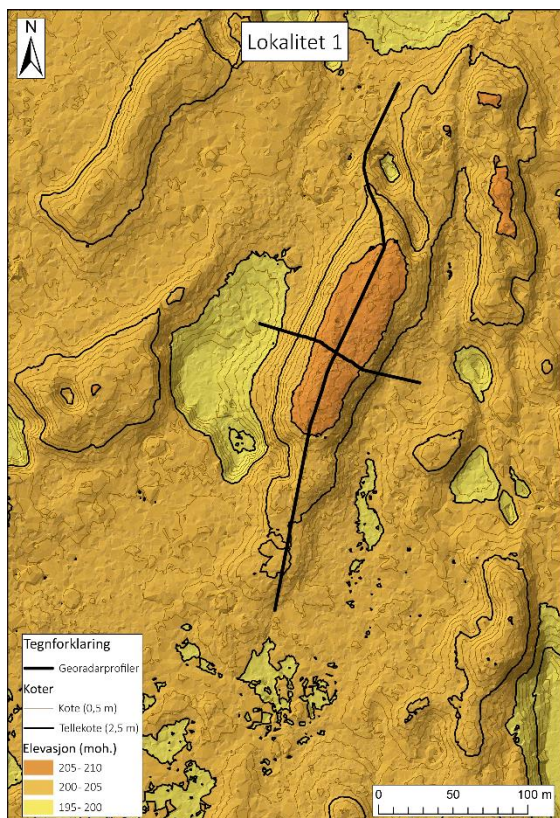 N
Lokalitet 1
Tegnforklaring
Georadarprofiler
Koter
Kote (0,5 m)
Tellekote (2,5 m)
Elevasjon (moh.)
205- 210
200- 205
195- 200
0 50 100 m